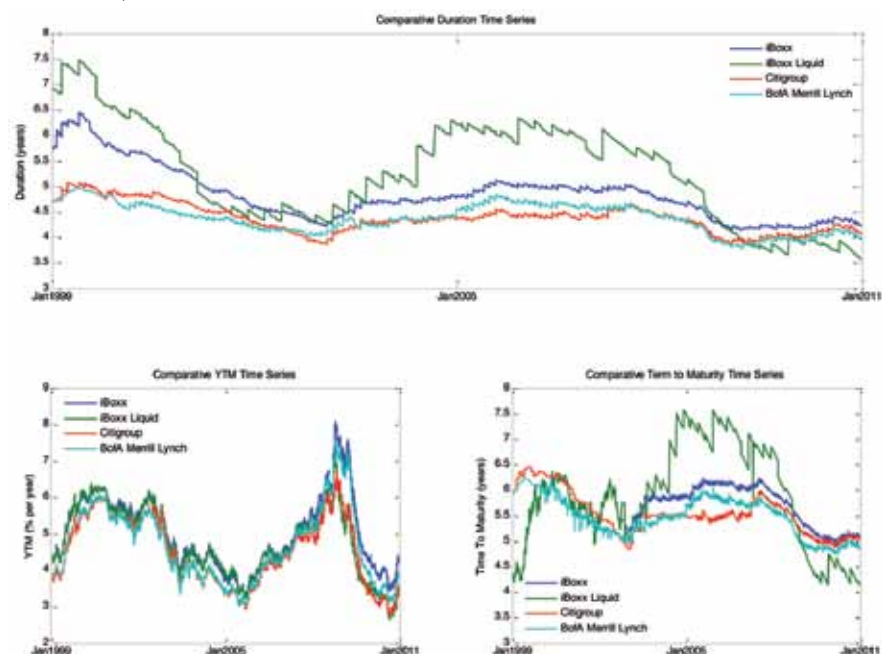 Comparative Duration Time Series
8
7.5
7
6.5
6
5.5
5
4.5
4
3.5
3
Duration (years)
iBoxx
iBoxx Liquid
Citigroup
BofA Merrill Lynch
Jan1999
Jan2005
Jan2011
Comparative YTM Time Series
9
8
7
6
5
4
3
2
YTM (% per year)
iBoxx
iBoxx Liquid
Citigroup
BofA Merrill Lynch
Jan1999
Jan2005
Jan2011
Comparative Term to Maturity Time Series
8
7.5
7
6.5
6
5.5
5
4.5
4
3.5
3
Time To Maturity (years)
iBoxx
iBoxx Liquid
Citigroup
BofA Merrill Lynch
Jan1999
Jan2005
Jan2011